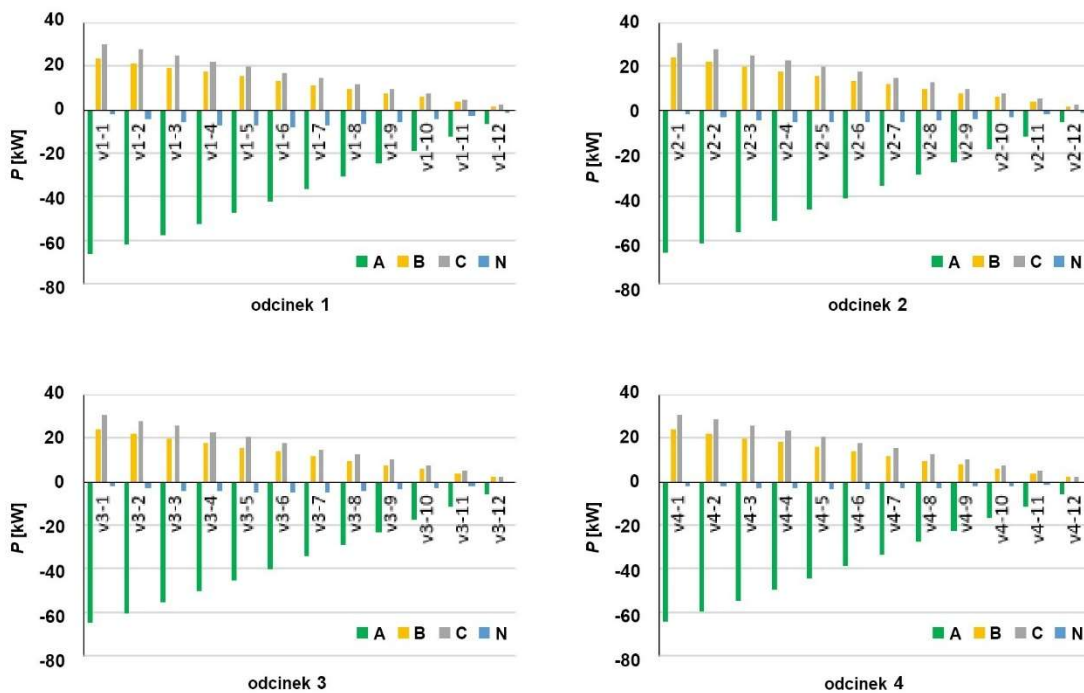 40
20
0
-20
-40
-60
-80
P [kW]
v1-1
v1-2
v1-3
v1-4
v1-5
v1-6
v1-7
v1-8
v1-9
v1-10
v1-11
v1-12
A B C N
odcinek 1
40
20
0
-20
-40
-60
-80
P [kW]
v2-1
v2-2
v2-3
v2-4
v2-5
v2-6
v2-7
v2-8
v2-9
v2-10
v2-11
v2-12
A B C N
odcinek 2
40
20
0
-20
-40
-60
-80
P [kW]
v3-1
v3-2
v3-3
v3-4
v3-5
v3-6
v3-7
v3-8
v3-9
v3-10
v3-11
v3-12
A B C N
odcinek 3
40
20
0
-20
-40
-60
-80
P [kW]
v4-1
v4-2
v4-3
v4-4
v4-5
v4-6
v4-7
v4-8
v4-9
v4-10
v4-11
v4-12
A B C N
odcinek 4